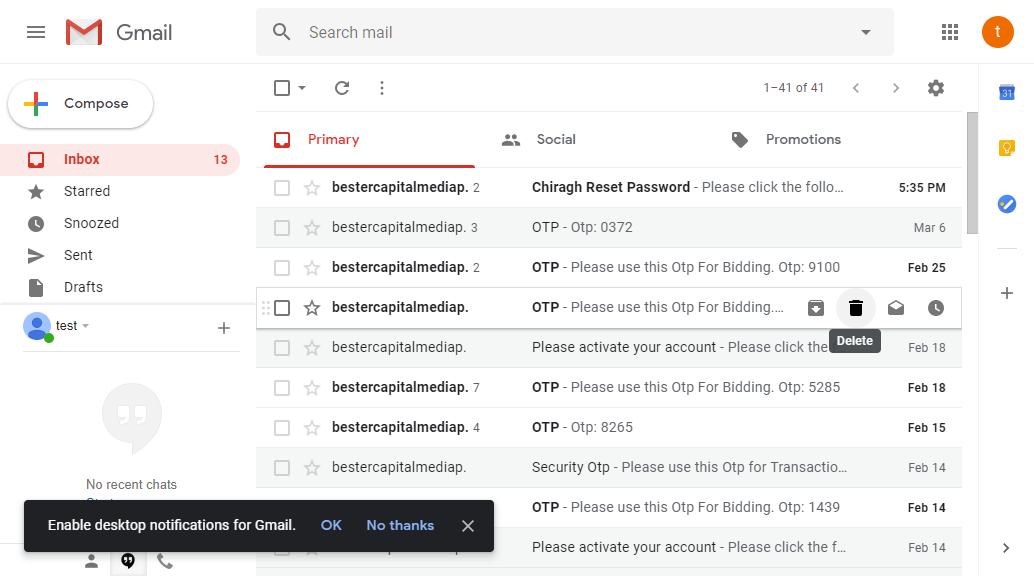 Gmail
Search mail
t
Compose
1–41 of 41
31
Primary
Social
Promotions
Inbox 13
Starred
Snoozed
Sent
Drafts
test
No recent chats
bestercapitalmediap. 2 Chiragh Reset Password - Please click the follo… 5:35 PM
bestercapitalmediap. 3 OTP - Otp: 0372 Mar 6
bestercapitalmediap. 2 OTP - Please use this Otp For Bidding. Otp: 9100 Feb 25
bestercapitalmediap. OTP - Please use this Otp For Bidding.…
Delete
bestercapitalmediap. Please activate your account - Please click the Feb 18
bestercapitalmediap. 7 OTP - Please use this Otp For Bidding. Otp: 5285 Feb 18
bestercapitalmediap. 4 OTP - Otp: 8265 Feb 15
bestercapitalmediap. Security Otp - Please use this Otp for Transactio… Feb 14
OTP - Please use this Otp For Bidding. Otp: 1439 Feb 14
Please activate your account - Please click the f… Feb 14
Enable desktop notifications for Gmail. OK No thanks